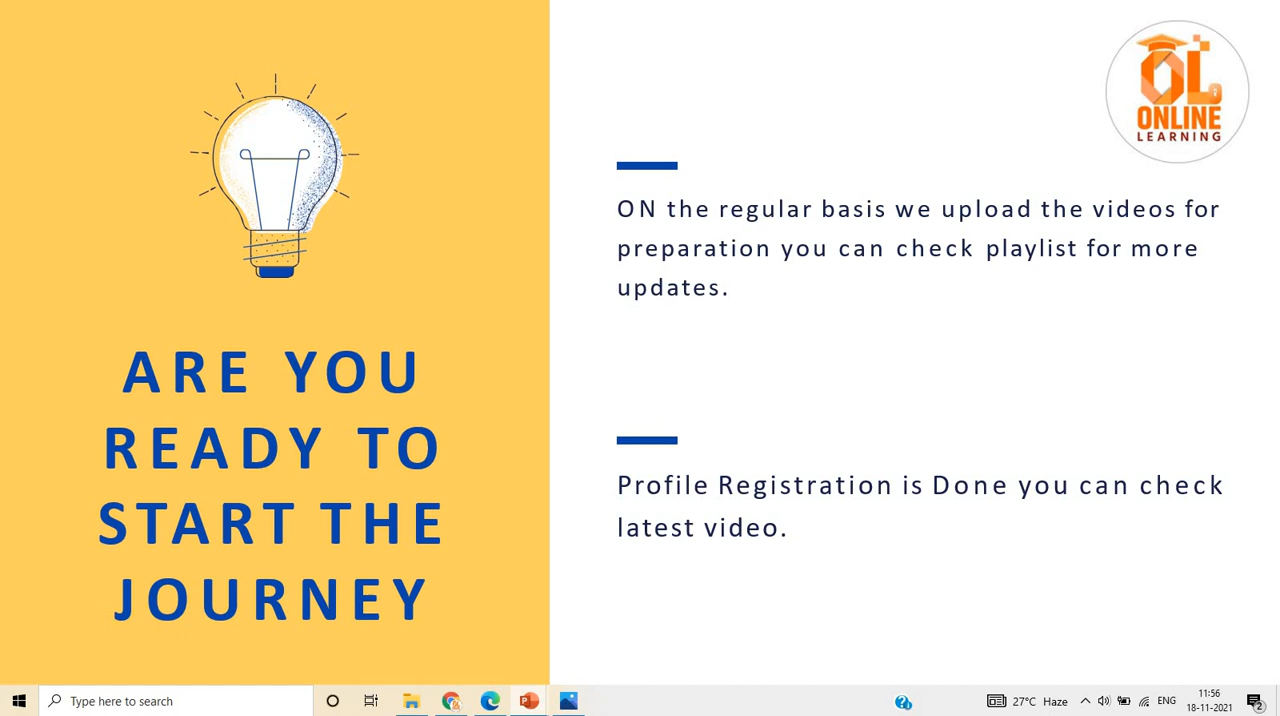 OL
ONLINE
LEARNING
ON the regular basis we upload the videos for
preparation you can check playlist for more
updates.
ARE YOU
READY TO
START THE
JOURNEY
Profile Registration is Done you can check
latest video.
Type here to search
27°C Haze
ENG
11:56
18-11-2021
2